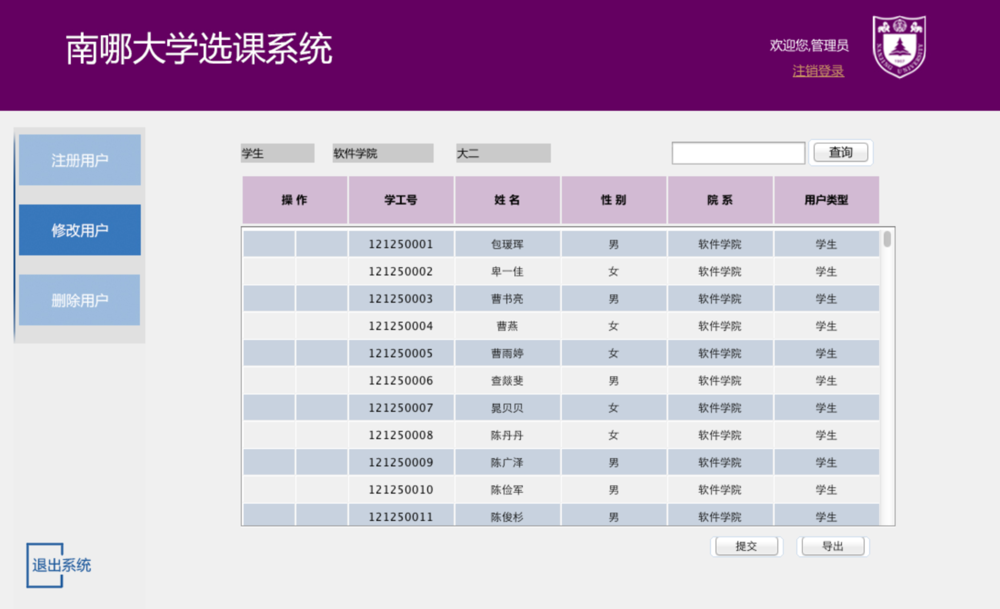 南哪大学选课系统
欢迎您,管理员
注销登录
NANJING UNIVERSITY
1902
注册用户
修改用户
删除用户
退出系统
学生 软件学院 大二 查询
操 作 学工号 姓 名 性 别 院 系 用户类型
121250001 包瑷珲 男 软件学院 学生
121250002 卑一佳 女 软件学院 学生
121250003 曹书亮 男 软件学院 学生
121250004 曹燕 女 软件学院 学生
121250005 曹雨婷 女 软件学院 学生
121250006 查燚斐 男 软件学院 学生
121250007 晁贝贝 女 软件学院 学生
121250008 陈丹丹 女 软件学院 学生
121250009 陈广泽 男 软件学院 学生
121250010 陈俭军 男 软件学院 学生
121250011 陈俊杉 男 软件学院 学生
提交 导出